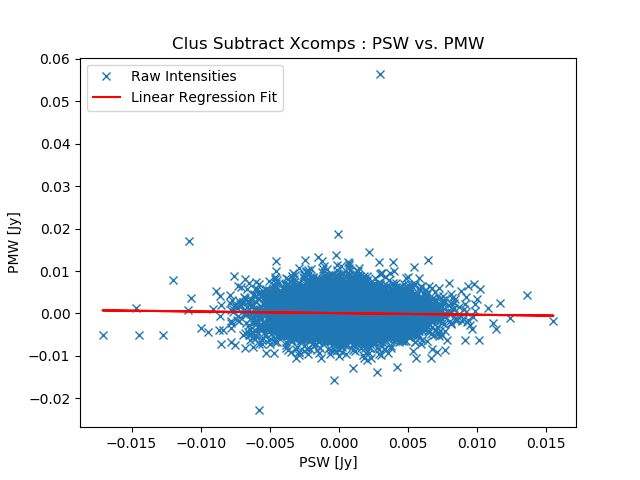 Clus Subtract Xcomps : PSW vs. PMW
Raw Intensities
Linear Regression Fit
PMW [Jy]
0.06
0.05
0.04
0.03
0.02
0.01
0.00
−0.01
−0.02
−0.015 −0.010 −0.005 0.000 0.005 0.010 0.015
PSW [Jy]